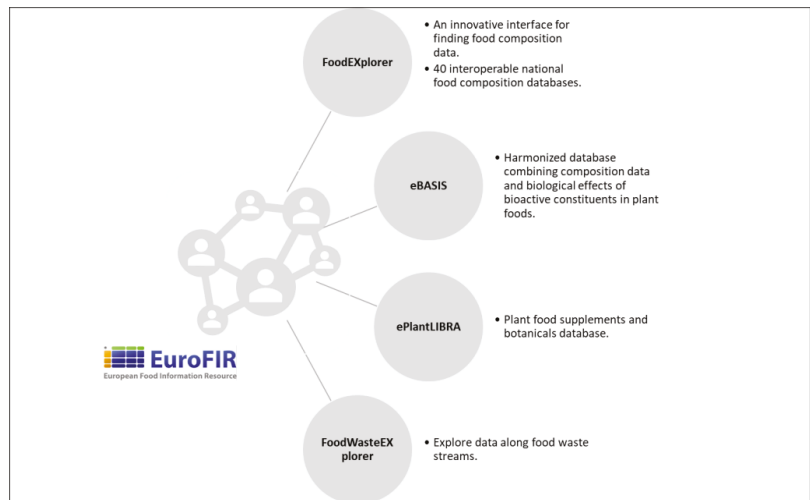 FoodEXplorer
• An innovative interface for
finding food composition
data.
• 40 interoperable national
food composition databases.
eBASIS
• Harmonized database
combining composition data
and biological effects of
bioactive constituents in plant
foods.
ePlantLIBRA
• Plant food supplements and
botanicals database.
EuroFIR
European Food Information Resource
FoodWasteEX
plorer
• Explore data along food waste
streams.